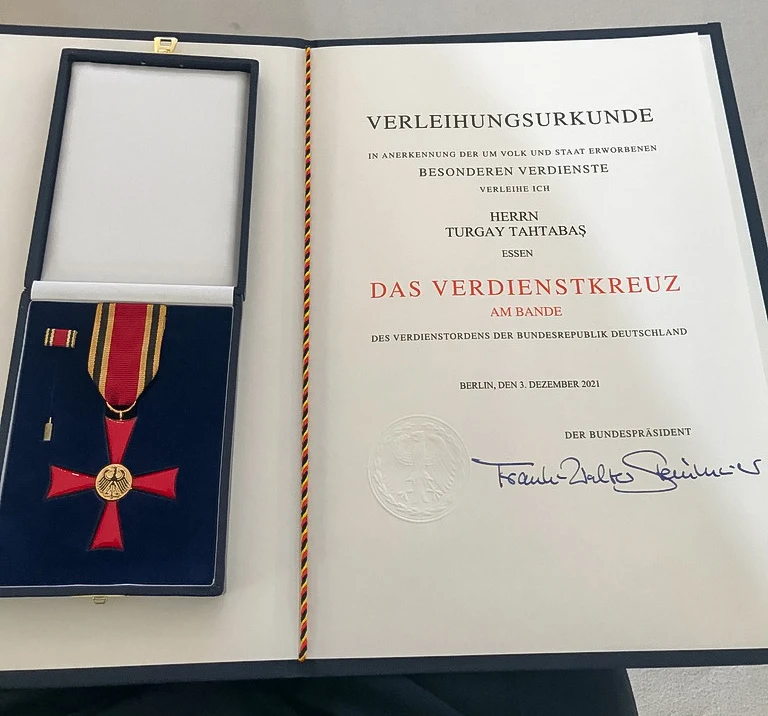 VERLEIHUNGSURKUNDE
IN ANERKENNUNG DER UM VOLK UND STAAT ERWORBENEN
BESONDEREN VERDIENSTE
VERLEIHE ICH
HERRN
TURGAY TAHTABAŞ
ESSEN
DAS VERDIENSTKREUZ
AM BANDE
DES VERDIENSTORDENS DER BUNDESREPUBLIK DEUTSCHLAND
BERLIN, DEN 3. DEZEMBER 2021
DER BUNDESPRÄSIDENT
Frank-Walter Steinmeier